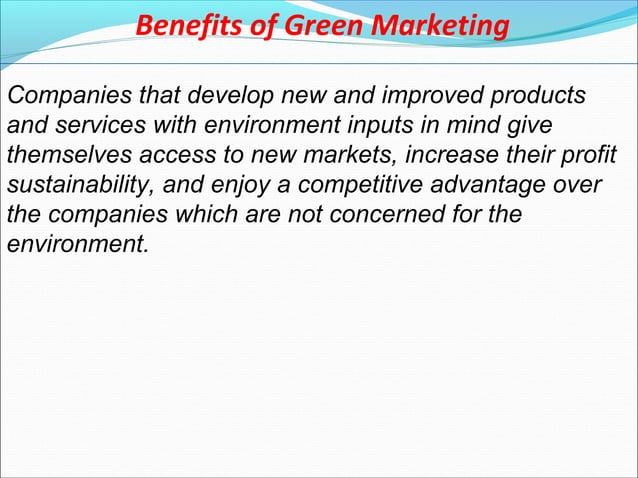 Benefits of Green Marketing
Companies that develop new and improved products
and services with environment inputs in mind give
themselves access to new markets, increase their profit
sustainability, and enjoy a competitive advantage over
the companies which are not concerned for the
environment.